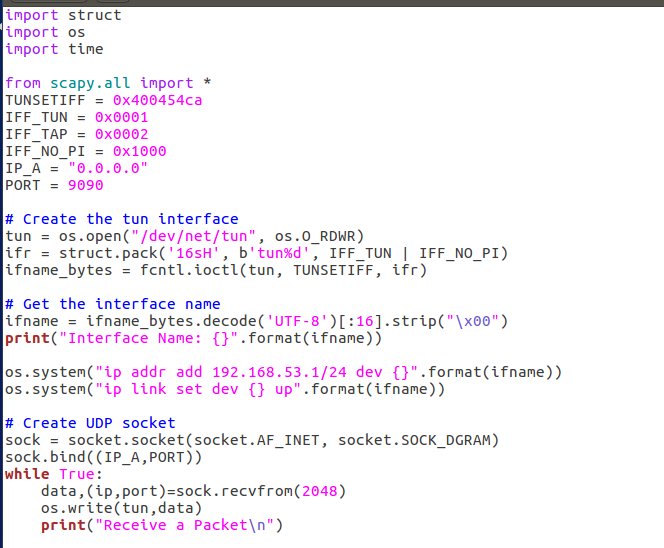 import struct
import os
import time

from scapy.all import *
TUNSETIFF = 0x400454ca
IFF_TUN = 0x0001
IFF_TAP = 0x0002
IFF_NO_PI = 0x1000
IP_A = "0.0.0.0"
PORT = 9090

# Create the tun interface
tun = os.open("/dev/net/tun", os.O_RDWR)
ifr = struct.pack('16sH', b'tun%d', IFF_TUN | IFF_NO_PI)
ifname_bytes = fcntl.ioctl(tun, TUNSETIFF, ifr)

# Get the interface name
ifname = ifname_bytes.decode('UTF-8')[:16].strip("\x00")
print("Interface Name: {}".format(ifname))

os.system("ip addr add 192.168.53.1/24 dev {}".format(ifname))
os.system("ip link set dev {} up".format(ifname))

# Create UDP socket
sock = socket.socket(socket.AF_INET, socket.SOCK_DGRAM)
sock.bind((IP_A,PORT))
while True:
    data,(ip,port)=sock.recvfrom(2048)
    os.write(tun,data)
    print("Receive a Packet\n")